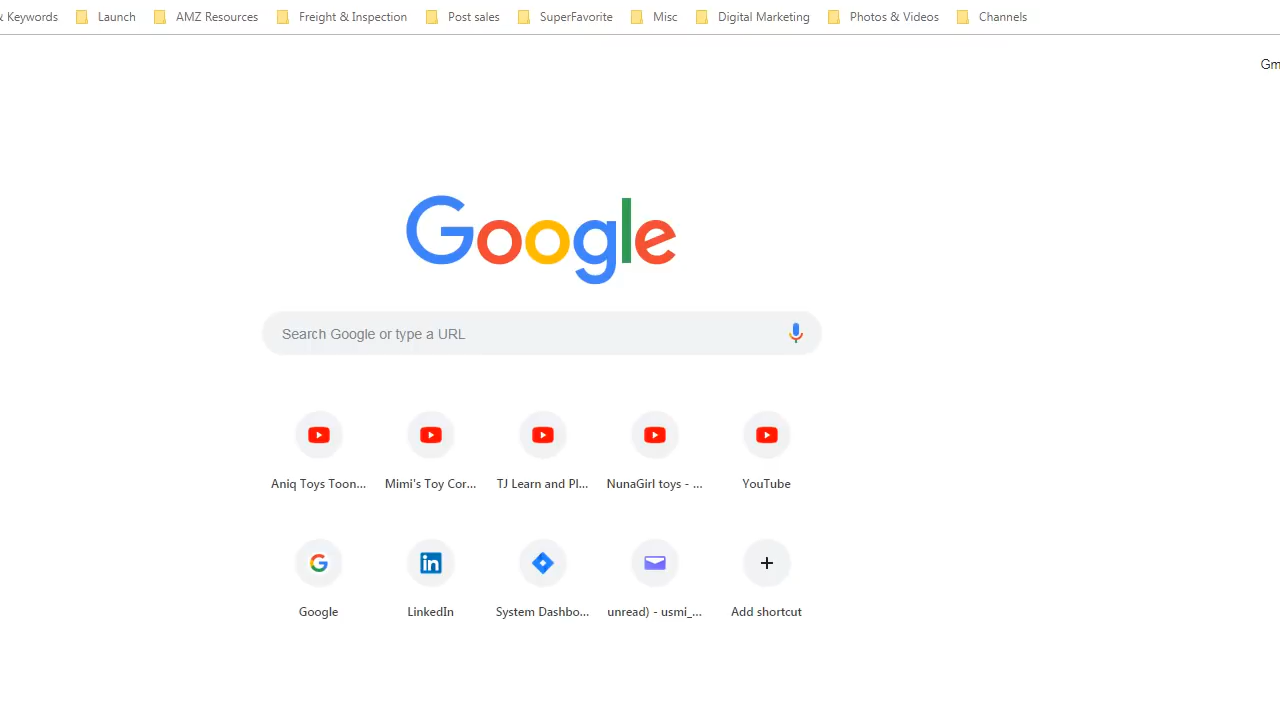 & Keywords Launch AMZ Resources Freight & Inspection Post sales SuperFavorite Misc Digital Marketing Photos & Videos Channels
Gm
Google
Search Google or type a URL
Aniq Toys Toon... Mimi's Toy Cor... TJ Learn and Pl... NunaGirl toys - ... YouTube
Google LinkedIn System Dashbo... unread) - usmi_... Add shortcut